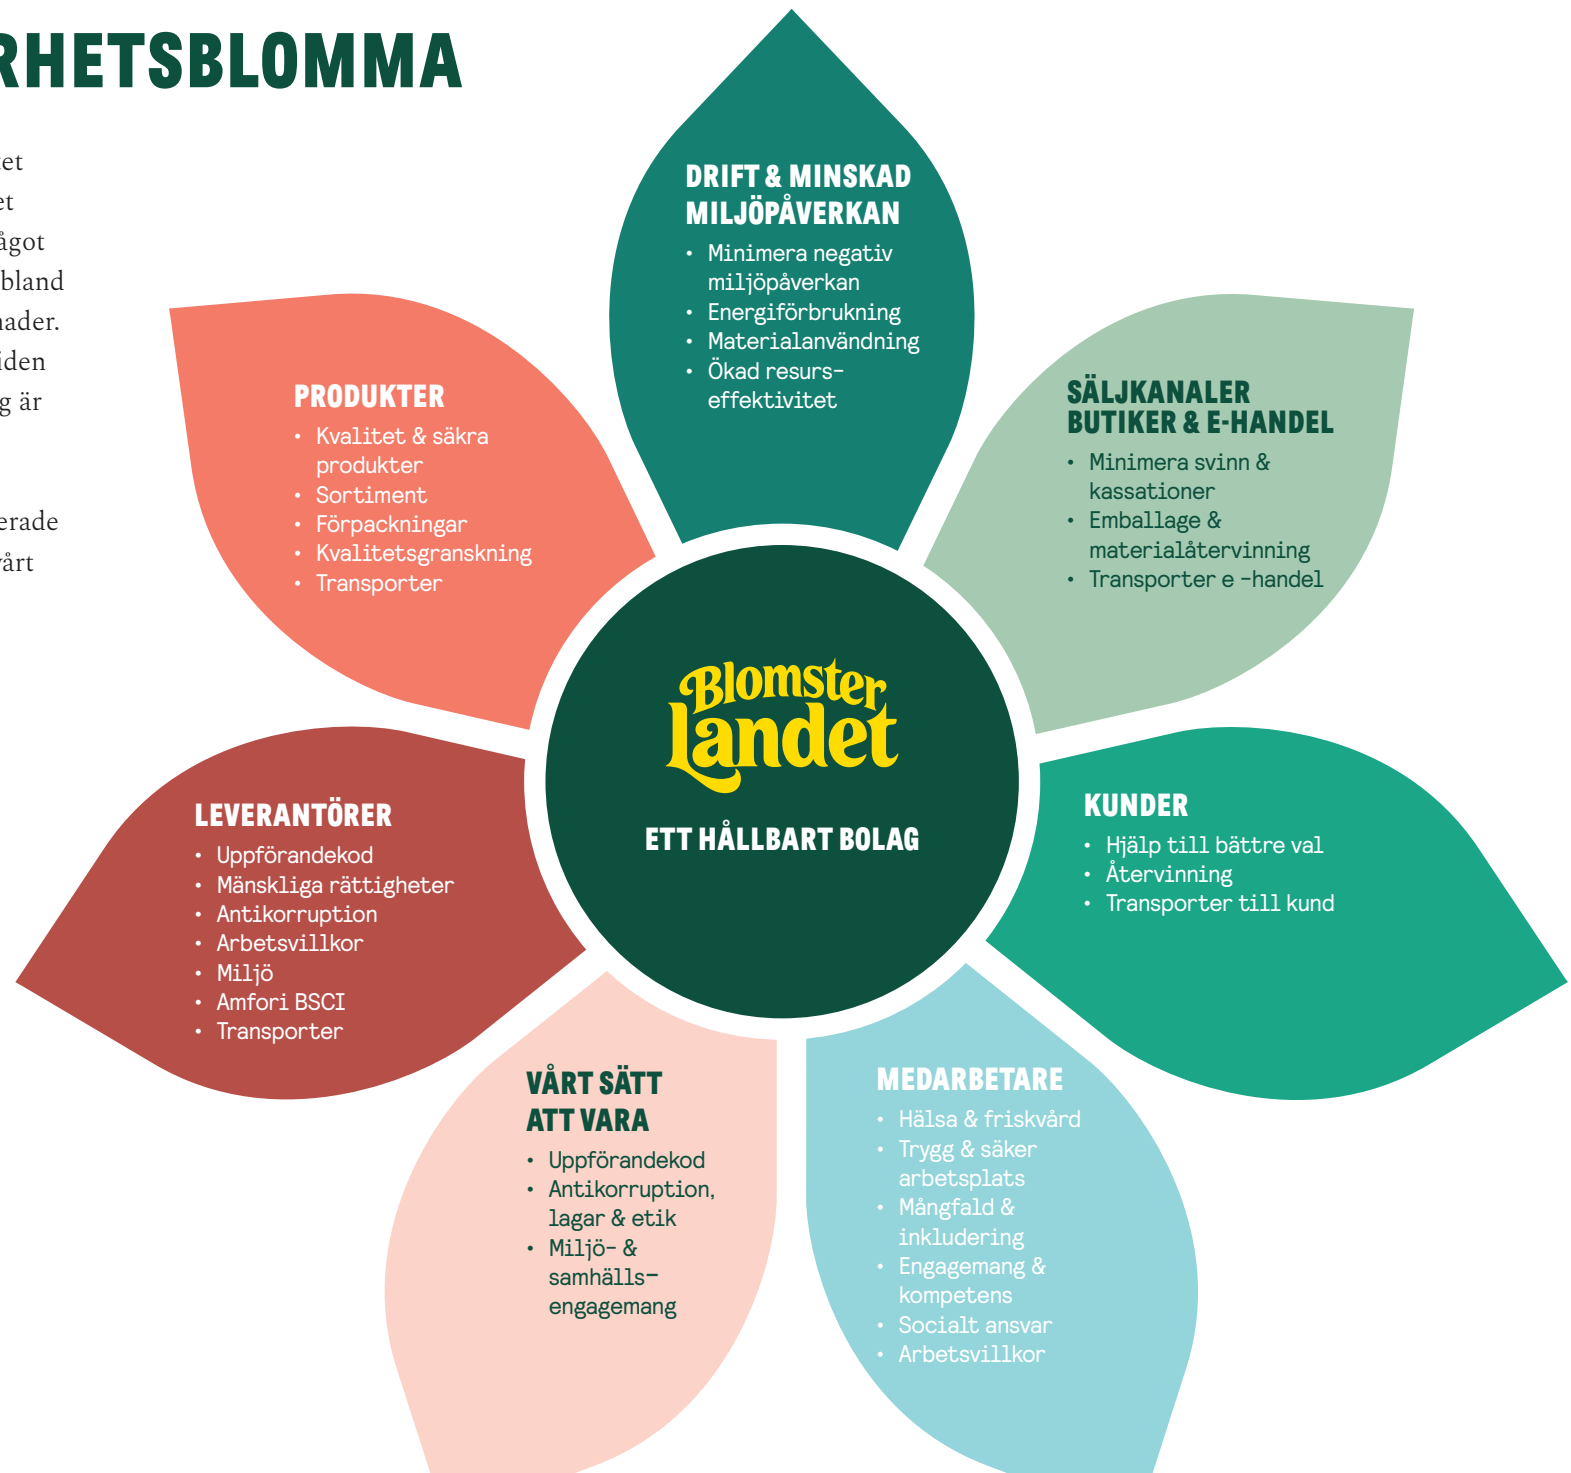 RHETSBLOMMA
et
et
ågot
bland
nader.
iden
g är
erade
vårt
DRIFT & MINSKAD
MILJÖPÅVERKAN
• Minimera negativ
miljöpåverkan
• Energiförbrukning
• Materialanvändning
• Ökad resurs-
effektivitet
SÄLJKANALER
BUTIKER & E-HANDEL
• Minimera svinn &
kassationer
• Emballage &
materialåtervinning
• Transporter e -handel
KUNDER
• Hjälp till bättre val
• Återvinning
• Transporter till kund
MEDARBETARE
• Hälsa & friskvård
• Trygg & säker
arbetsplats
• Mångfald &
inkludering
• Engagemang &
kompetens
• Socialt ansvar
• Arbetsvillkor
VÅRT SÄTT
ATT VARA
• Uppförandekod
• Antikorruption,
lagar & etik
• Miljö- &
samhälls-
engagemang
LEVERANTÖRER
• Uppförandekod
• Mänskliga rättigheter
• Antikorruption
• Arbetsvillkor
• Miljö
• Amfori BSCI
• Transporter
PRODUKTER
• Kvalitet & säkra
produkter
• Sortiment
• Förpackningar
• Kvalitetsgranskning
• Transporter
Blomster
Landet
ETT HÅLLBART BOLAG